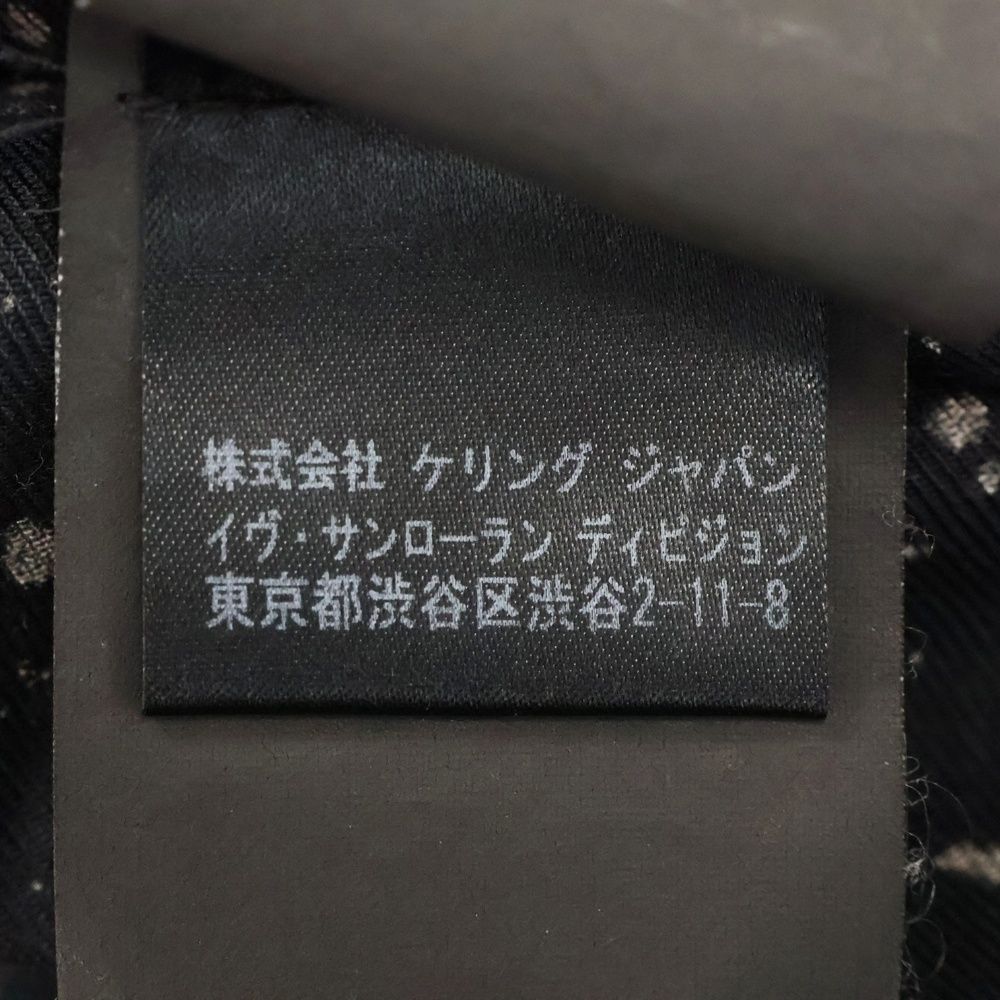 株式会社 ケリング ジャパン
イヴ・サンローラン ディビジョン
東京都渋谷区渋谷2-11-8